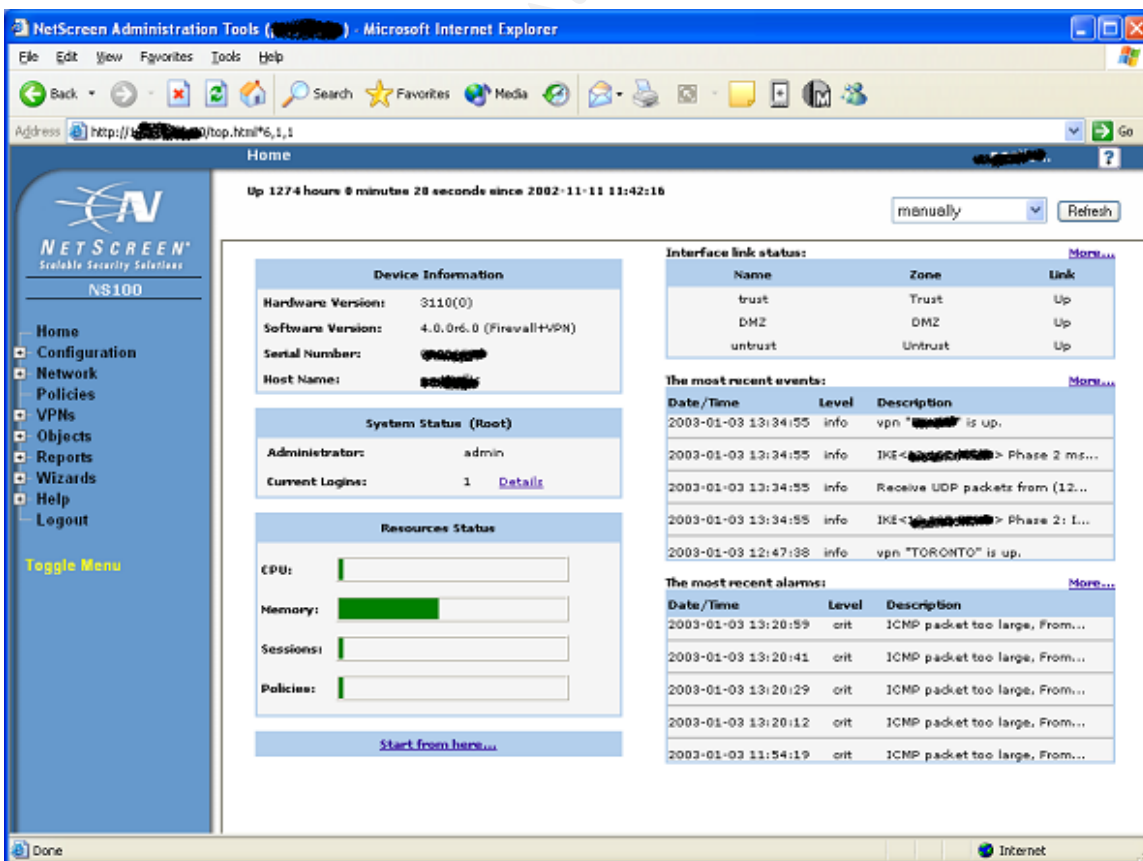 NetScreen Administration Tools ( ) - Microsoft Internet Explorer
File Edit View Favorites Tools Help
Back Search Favorites Media
Address http:// 0/top.html*6,1,1 Go
Home ?
NETSCREEN
Scalable Security Solutions
NS100
Home
Configuration
Network
Policies
VPNs
Objects
Reports
Wizards
Help
Logout
Toggle Menu
Up 1274 hours 0 minutes 28 seconds since 2002-11-11 11:42:16
manually Refresh
Device Information
Hardware Version: 3110(0)
Software Version: 4.0.0r6.0 (Firewall+VPN)
Serial Number:
Host Name:
System Status (Root)
Administrator: admin
Current Logins: 1 Details
Resources Status
CPU:
Memory:
Sessions:
Policies:
Start from here...
Interface link status: More...
Name Zone Link
trust Trust Up
DMZ DMZ Up
untrust Untrust Up
The most recent events: More...
Date/Time Level Description
2003-01-03 13:34:55 info vpn " " is up.
2003-01-03 13:34:55 info IKE< > Phase 2 ms...
2003-01-03 13:34:55 info Receive UDP packets from (12...
2003-01-03 13:34:55 info IKE<1 > Phase 2: I...
2003-01-03 12:47:38 info vpn "TORONTO" is up.
The most recent alarms: More...
Date/Time Level Description
2003-01-03 13:20:59 crit ICMP packet too large, From...
2003-01-03 13:20:41 crit ICMP packet too large, From...
2003-01-03 13:20:29 crit ICMP packet too large, From...
2003-01-03 13:20:12 crit ICMP packet too large, From...
2003-01-03 11:54:19 crit ICMP packet too large, From...
Done Internet